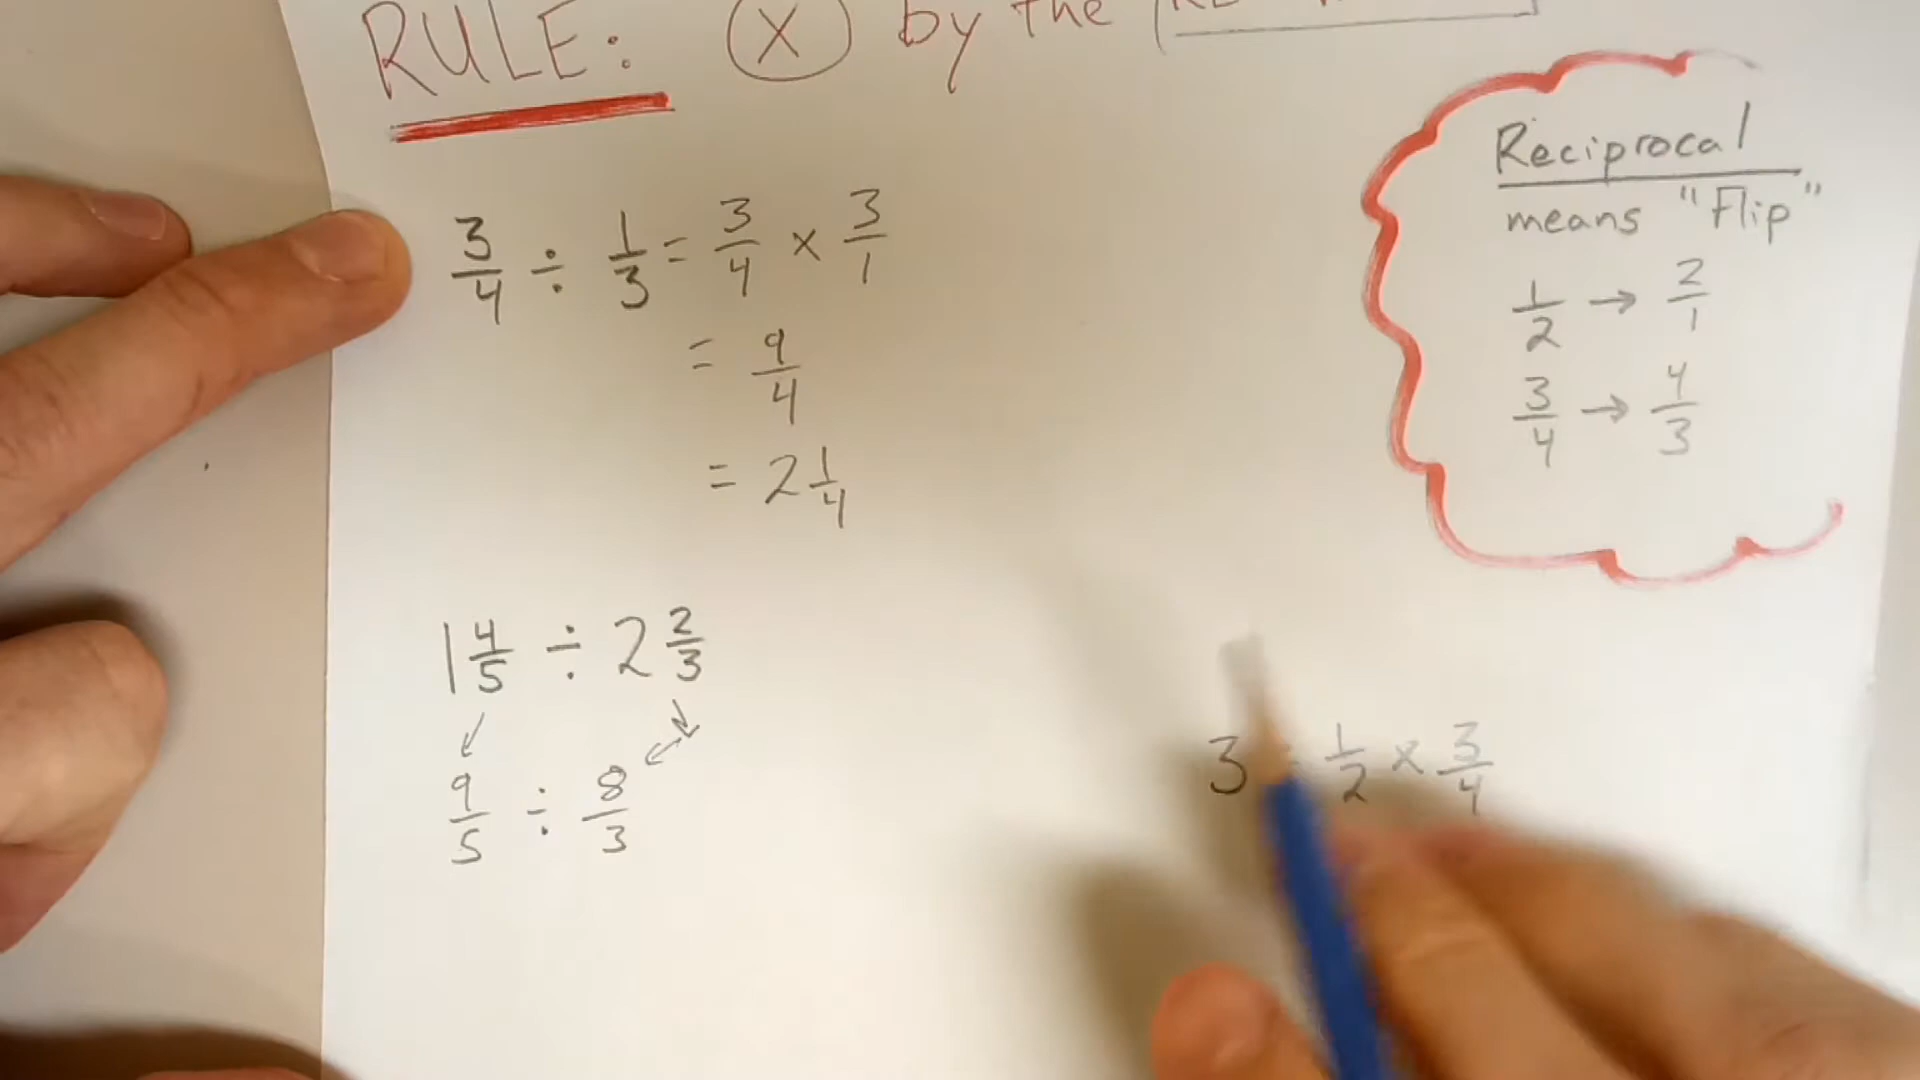 RULE: Ⓧ by the
3/4 ÷ 1/3 = 3/4 × 3/1
= 9/4
= 2 1/4
Reciprocal
means "Flip"
1/2 → 2/1
3/4 → 4/3
1 4/5 ÷ 2 2/3
9/5 ÷ 8/3
3 1/2 × 3/4